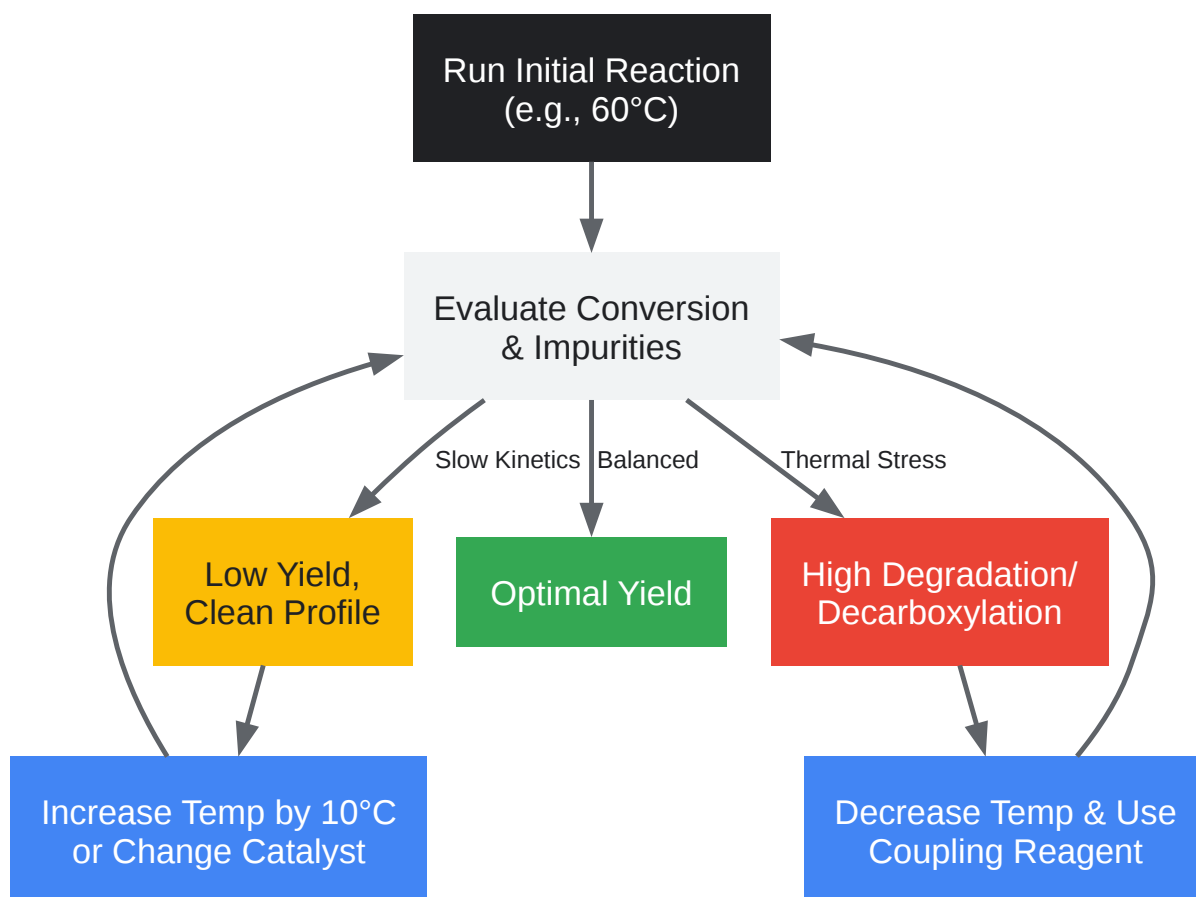 Run Initial Reaction
(e.g., 60°C)
Evaluate Conversion
& Impurities
Slow Kinetics
Balanced
Thermal Stress
Low Yield,
Clean Profile
Optimal Yield
High Degradation/
Decarboxylation
Increase Temp by 10°C
or Change Catalyst
Decrease Temp & Use
Coupling Reagent